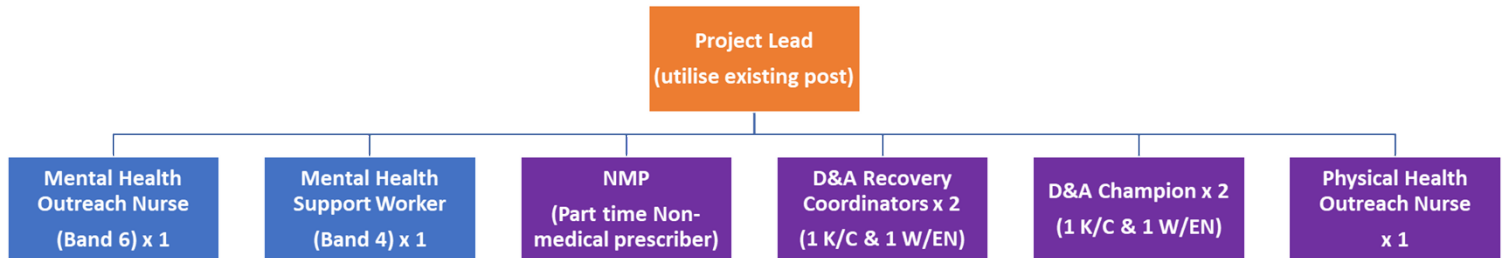 Project Lead
(utilise existing post)
Mental Health
Outreach Nurse
(Band 6) x 1
Mental Health
Support Worker
(Band 4) x 1
NMP
(Part time Non-
medical prescriber)
D&A Recovery
Coordinators x 2
(1 K/C & 1 W/EN)
D&A Champion x 2
(1 K/C & 1 W/EN)
Physical Health
Outreach Nurse
x 1